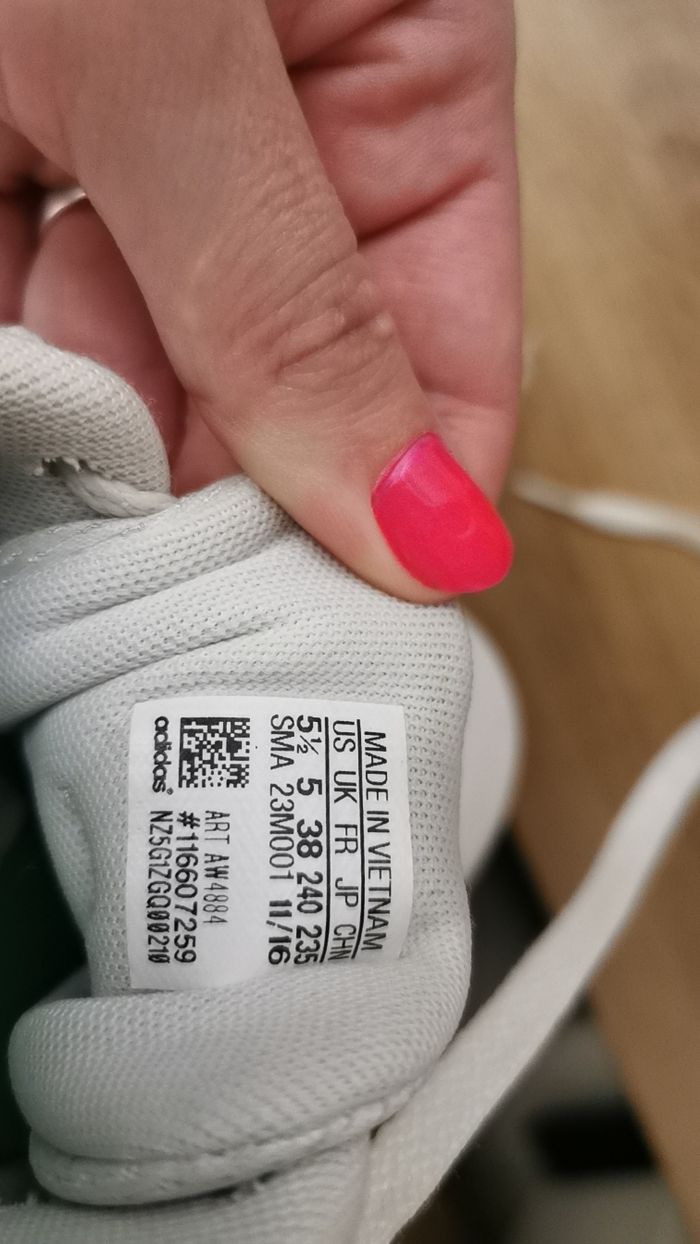 MADE IN VIETNAM
US UK FR JP CHN
5½ 5 38 240 235
SMA 23M001 11/16
ART AW4884
#116607259
NZ5G1ZGQ00210
adidas®